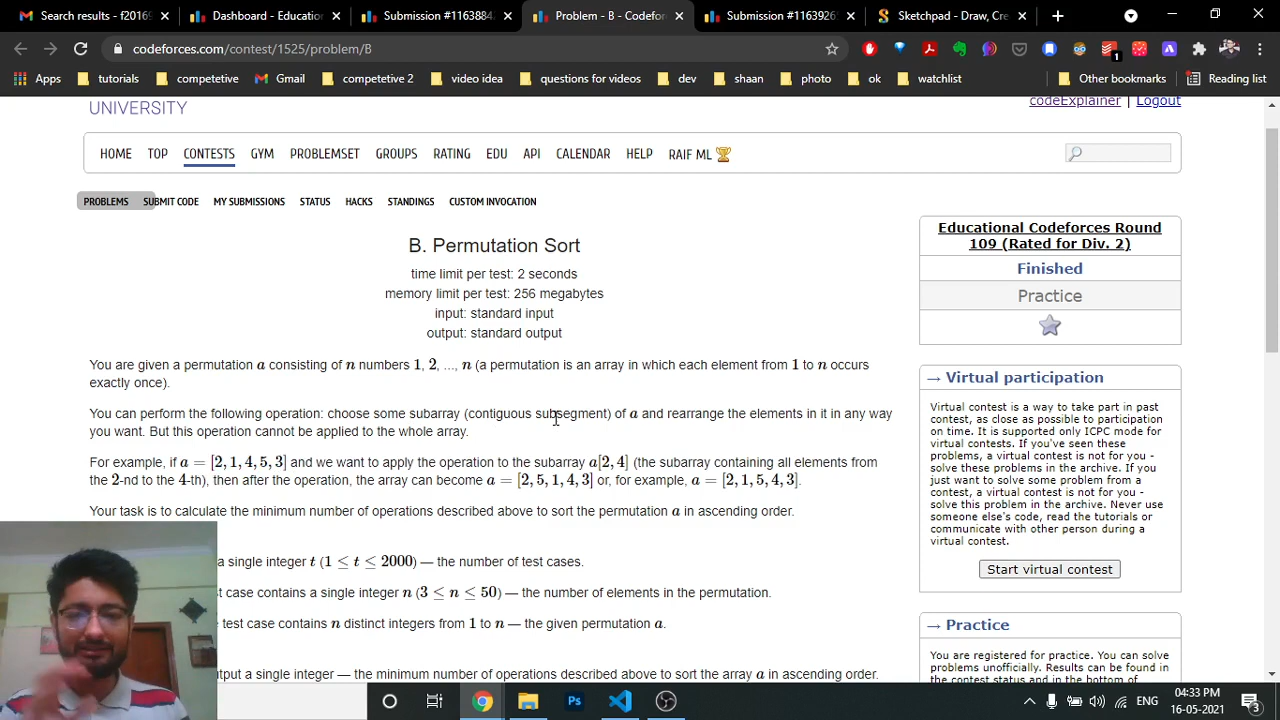 Search results - f20169
Dashboard - Education
Submission #1163884
Problem - B - Codeforc
Submission #1163926
Sketchpad - Draw, Cre
codeforces.com/contest/1525/problem/B
1
Apps
tutorials
competetive
Gmail
competetive 2
video idea
questions for videos
dev
shaan
photo
ok
watchlist
Other bookmarks
Reading list
UNIVERSITY
codeExplainer | Logout
HOME TOP CONTESTS GYM PROBLEMSET GROUPS RATING EDU API CALENDAR HELP RAIF ML
PROBLEMS SUBMIT CODE MY SUBMISSIONS STATUS HACKS STANDINGS CUSTOM INVOCATION
B. Permutation Sort
time limit per test: 2 seconds
memory limit per test: 256 megabytes
input: standard input
output: standard output
You are given a permutation a consisting of n numbers 1, 2, ..., n (a permutation is an array in which each element from 1 to n occurs
exactly once).
You can perform the following operation: choose some subarray (contiguous subsegment) of a and rearrange the elements in it in any way
you want. But this operation cannot be applied to the whole array.
For example, if a = [2, 1, 4, 5, 3] and we want to apply the operation to the subarray a[2, 4] (the subarray containing all elements from
the 2-nd to the 4-th), then after the operation, the array can become a = [2, 5, 1, 4, 3] or, for example, a = [2, 1, 5, 4, 3].
Your task is to calculate the minimum number of operations described above to sort the permutation a in ascending order.
a single integer t (1 ≤ t ≤ 2000) — the number of test cases.
case contains a single integer n (3 ≤ n ≤ 50) — the number of elements in the permutation.
test case contains n distinct integers from 1 to n — the given permutation a.
a single integer — the minimum number of operations described above to sort the array a in ascending order.
Educational Codeforces Round
109 (Rated for Div. 2)
Finished
Practice
→ Virtual participation
Virtual contest is a way to take part in past
contest, as close as possible to participation
on time. It is supported only ICPC mode for
virtual contests. If you've seen these
problems, a virtual contest is not for you -
solve these problems in the archive. If you
just want to solve some problem from a
contest, a virtual contest is not for you -
solve this problem in the archive. Never use
someone else's code, read the tutorials or
communicate with other person during a
virtual contest.
Start virtual contest
→ Practice
You are registered for practice. You can solve
problems unofficially. Results can be found in
the contest status and in the bottom of
Ps
ENG
04:33 PM
16-05-2021
3